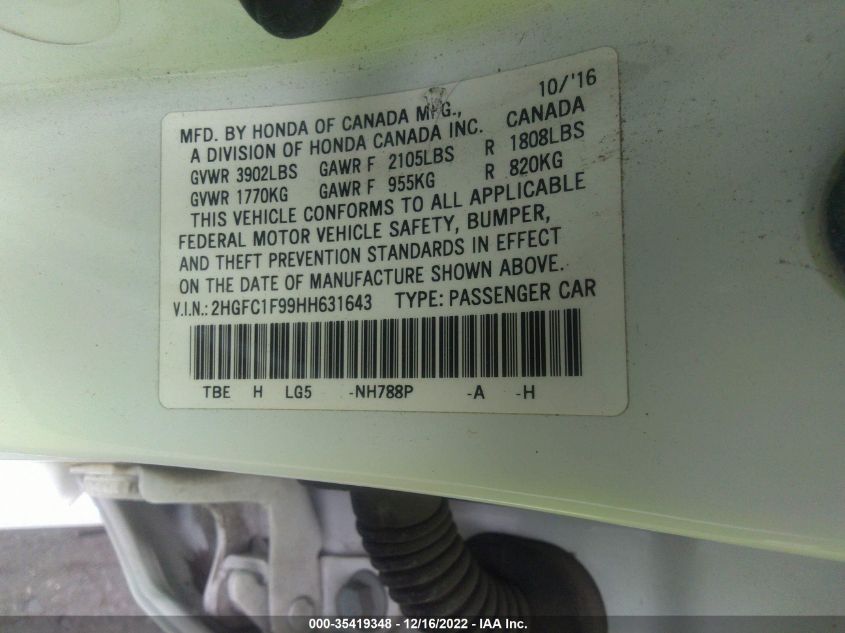 10/'16
MFD. BY HONDA OF CANADA MFG.,
A DIVISION OF HONDA CANADA INC. CANADA
GVWR 3902LBS GAWR F 2105LBS R 1808LBS
GVWR 1770KG GAWR F 955KG R 820KG
THIS VEHICLE CONFORMS TO ALL APPLICABLE
FEDERAL MOTOR VEHICLE SAFETY, BUMPER,
AND THEFT PREVENTION STANDARDS IN EFFECT
ON THE DATE OF MANUFACTURE SHOWN ABOVE.
V.I.N.: 2HGFC1F99HH631643 TYPE: PASSENGER CAR
TBE H LG5 -NH788P -A -H
000-35419348 - 12/16/2022 - IAA Inc.